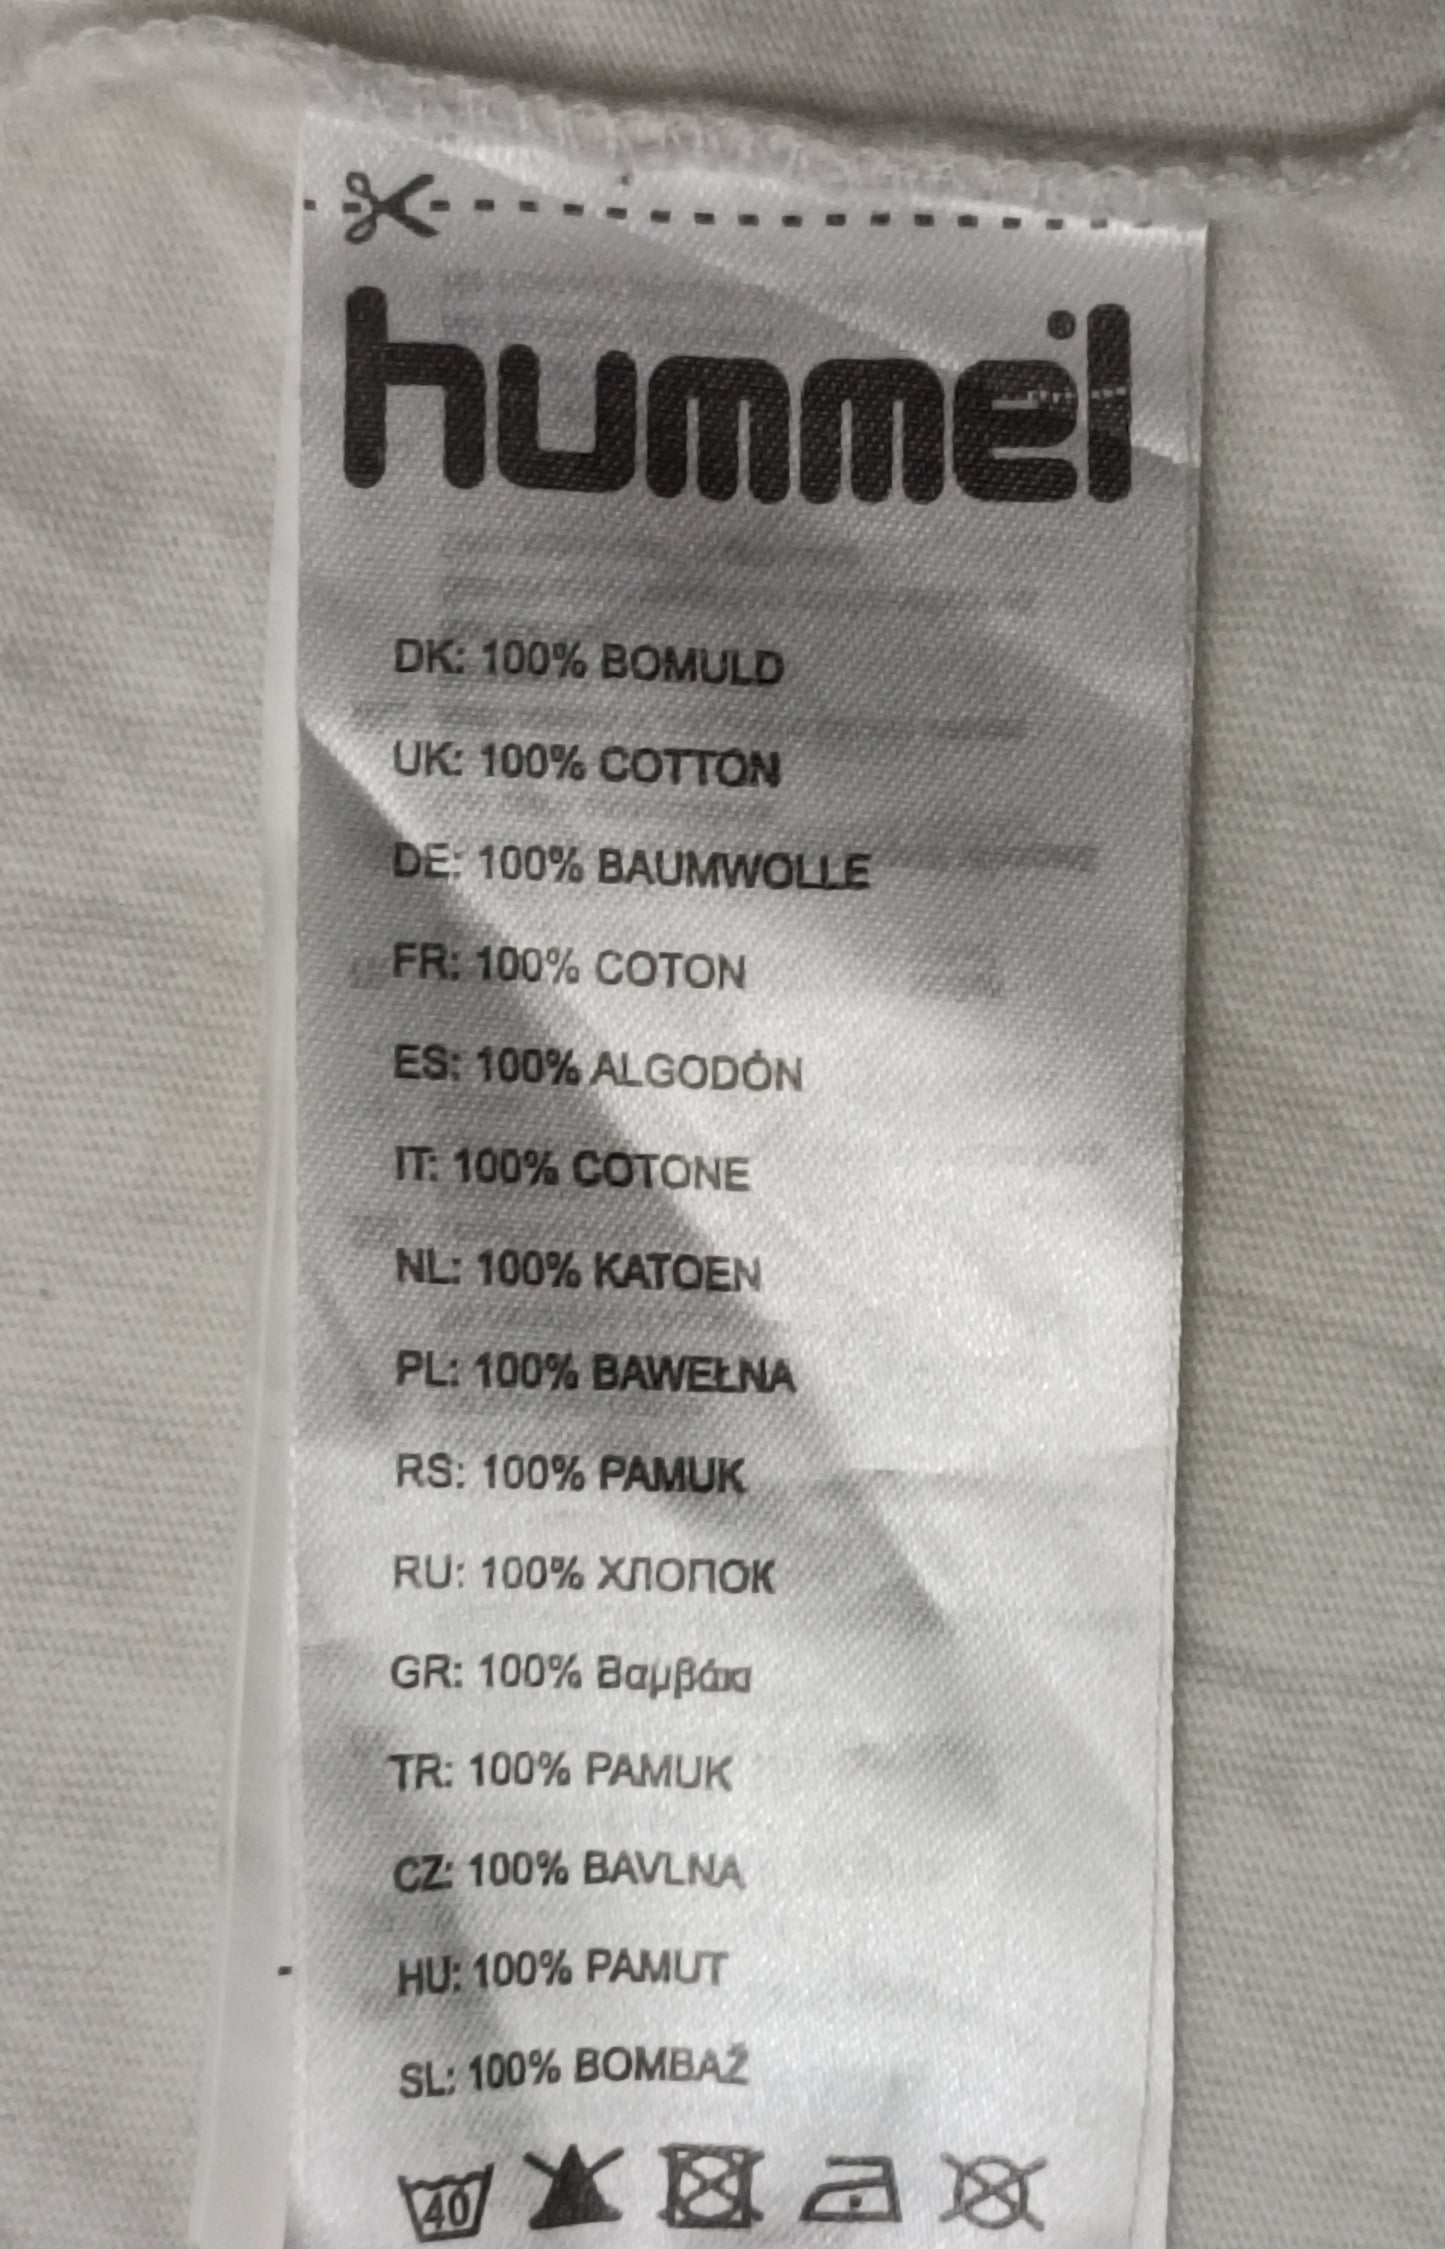 hummel®
DK: 100% BOMULD
UK: 100% COTTON
DE: 100% BAUMWOLLE
FR: 100% COTON
ES: 100% ALGODÓN
IT: 100% COTONE
NL: 100% KATOEN
PL: 100% BAWEŁNA
RS: 100% PAMUK
RU: 100% ХЛОПОК
GR: 100% Βαμβάκι
TR: 100% PAMUK
CZ: 100% BAVLNA
HU: 100% PAMUT
SL: 100% BOMBAŽ
40